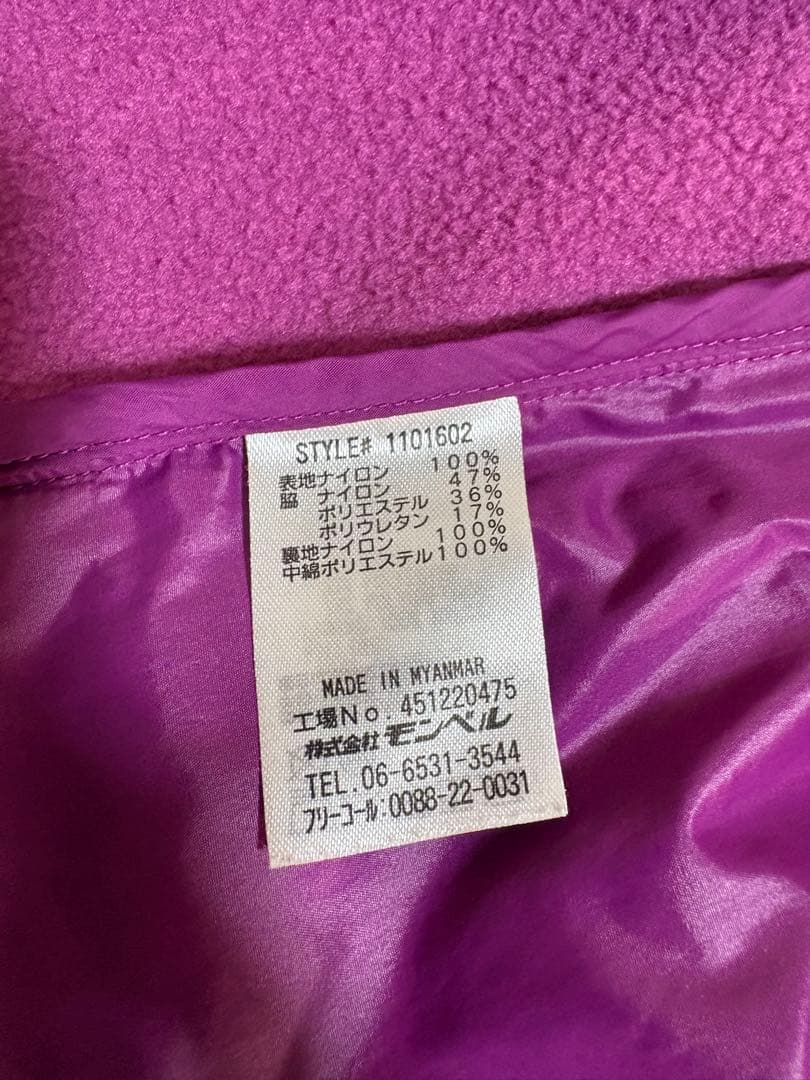 STYLE# 1101602
表地ナイロン 100%
脇 ナイロン 47%
ポリエステル 36%
ポリウレタン 17%
裏地ナイロン 100%
中綿ポリエステル100%
MADE IN MYANMAR
工場No. 451220475
株式会社 モンベル
TEL.06-6531-3544
フリーコール:0088-22-0031